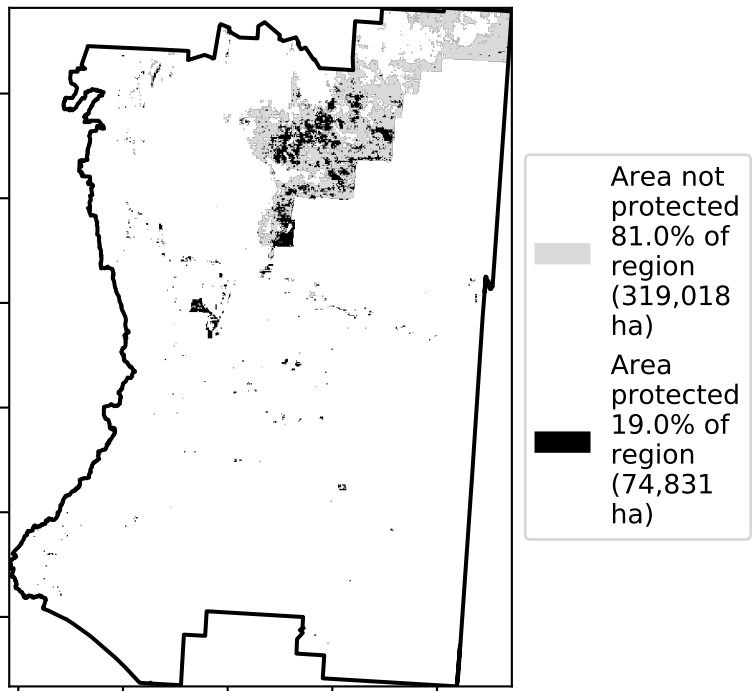 Area not
protected
81.0% of
region
(319,018
ha)
Area
protected
19.0% of
region
(74,831
ha)